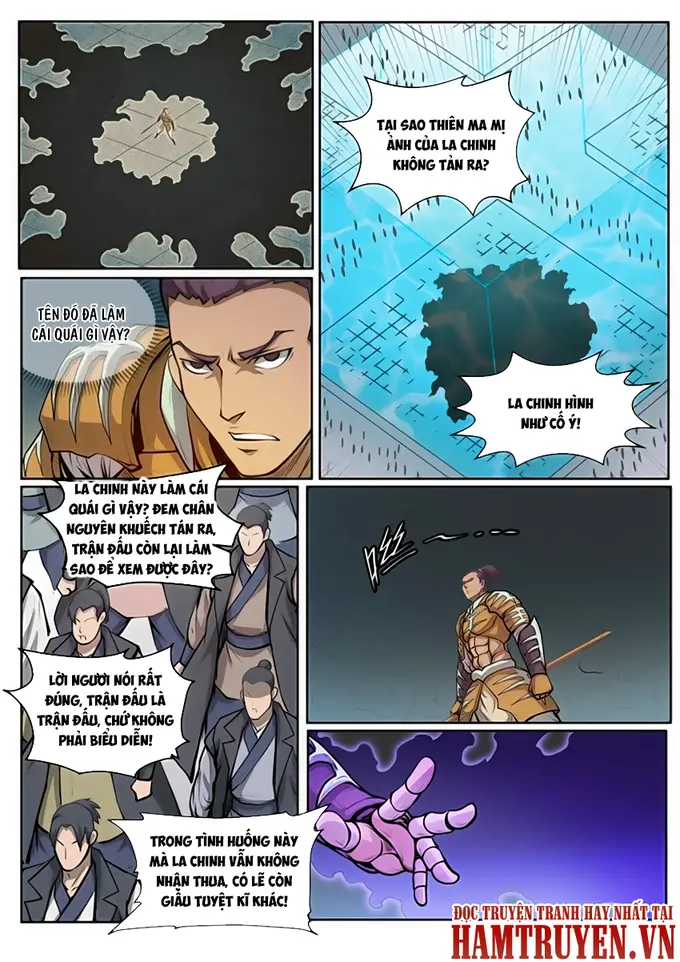 TẠI SAO THIÊN MA MỊ
ẢNH CỦA LA CHINH
KHÔNG TẢN RA?
LA CHINH HÌNH
NHƯ CỐ Ý!
TÊN ĐÓ ĐÃ LÀM
CÁI QUÁI GÌ VẬY?
LA CHINH NÀY LÀM CÁI
QUÁI GÌ VẬY? ĐEM CHÂN
NGUYÊN KHUẾCH TÁN RA,
TRẬN ĐẤU CÒN LẠI LÀM
SAO ĐỂ XEM ĐƯỢC ĐÂY?
LỜI NGƯƠI NÓI RẤT
ĐÚNG, TRẬN ĐẤU LÀ
TRẬN ĐẤU, CHỨ KHÔNG
PHẢI BIỂU DIỄN!
TRONG TÌNH HUỐNG NÀY
MÀ LA CHINH VẪN KHÔNG
NHẬN THUA, CÓ LẼ CÒN
GIẤU TUYỆT KĨ KHÁC!
ĐỌC TRUYỆN TRANH HAY NHẤT TẠI
HAMTRUYEN.VN